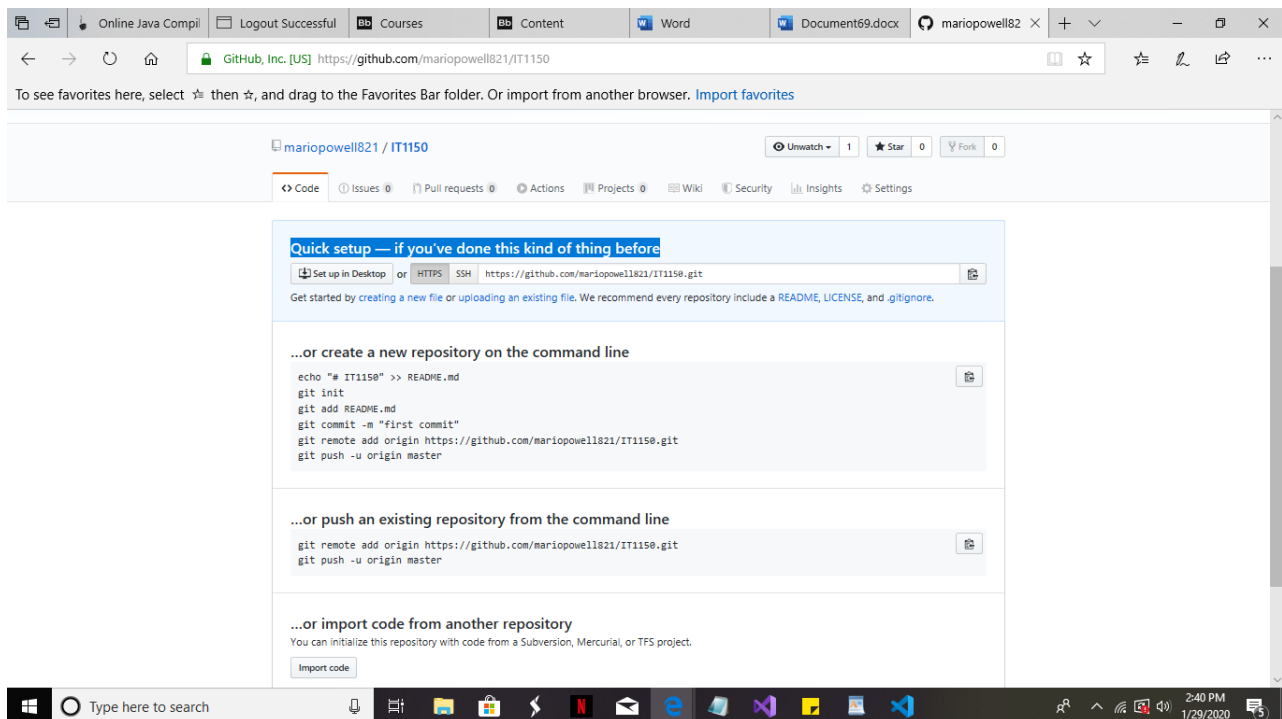 Online Java Compil
Logout Successful
Bb Courses
Bb Content
Word
Document69.docx
mariopowell82
GitHub, Inc. [US] https://github.com/mariopowell821/IT1150
To see favorites here, select ☆ then ☆, and drag to the Favorites Bar folder. Or import from another browser. Import favorites
mariopowell821 / IT1150
Unwatch 1 Star 0 Fork 0
Code Issues 0 Pull requests 0 Actions Projects 0 Wiki Security Insights Settings
Quick setup — if you've done this kind of thing before
Set up in Desktop or HTTPS SSH https://github.com/mariopowell821/IT1150.git
Get started by creating a new file or uploading an existing file. We recommend every repository include a README, LICENSE, and .gitignore.
...or create a new repository on the command line
echo "# IT1150" >> README.md
git init
git add README.md
git commit -m "first commit"
git remote add origin https://github.com/mariopowell821/IT1150.git
git push -u origin master
...or push an existing repository from the command line
git remote add origin https://github.com/mariopowell821/IT1150.git
git push -u origin master
...or import code from another repository
You can initialize this repository with code from a Subversion, Mercurial, or TFS project.
Import code
Type here to search
N
2:40 PM
1/29/2020
5